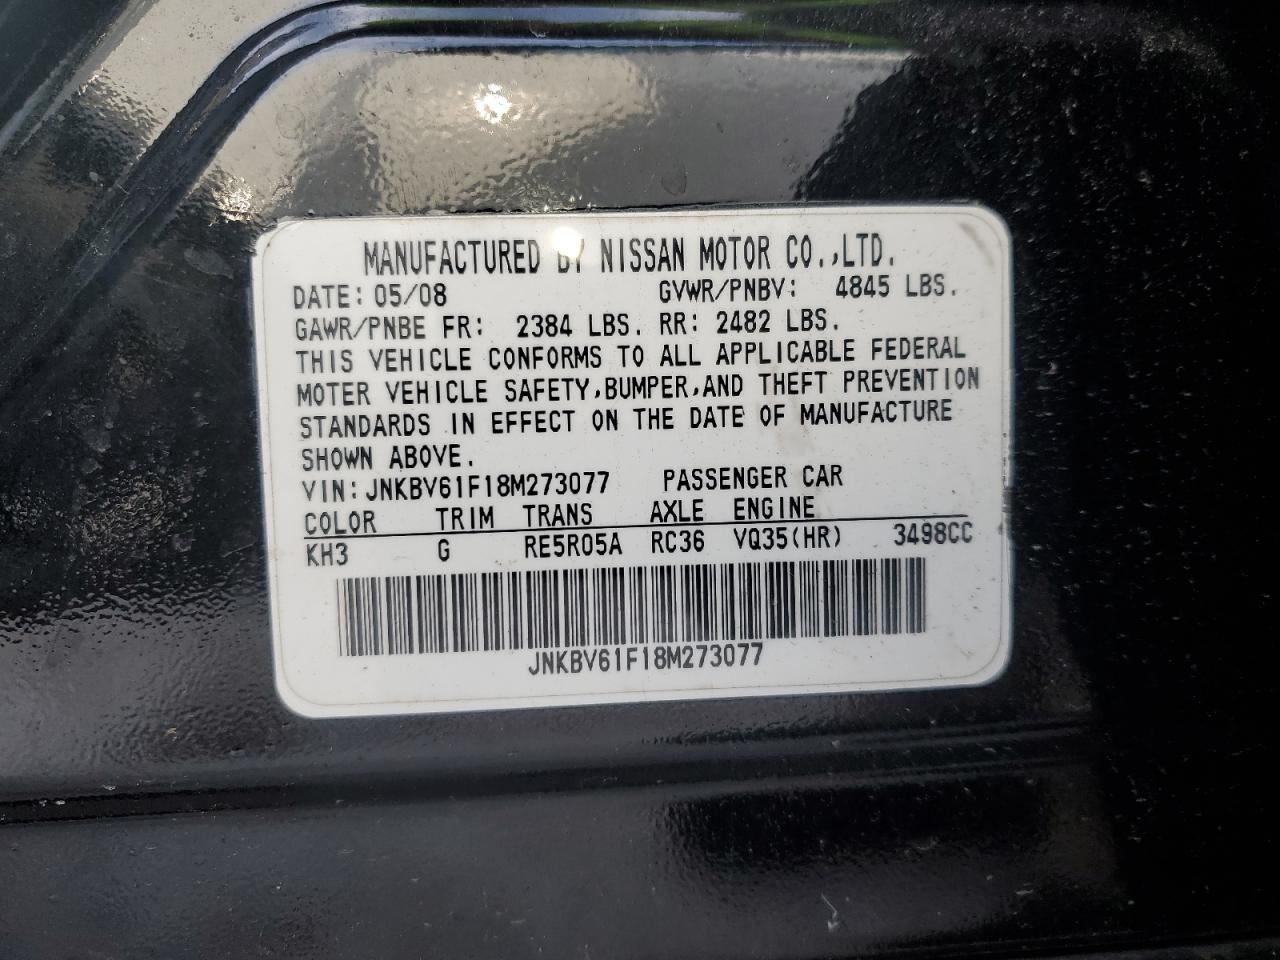 MANUFACTURED BY NISSAN MOTOR CO.,LTD.
DATE: 05/08 GVWR/PNBV: 4845 LBS.
GAWR/PNBE FR: 2384 LBS. RR: 2482 LBS.
THIS VEHICLE CONFORMS TO ALL APPLICABLE FEDERAL
MOTER VEHICLE SAFETY,BUMPER,AND THEFT PREVENTION
STANDARDS IN EFFECT ON THE DATE OF MANUFACTURE
SHOWN ABOVE.
VIN: JNKBV61F18M273077 PASSENGER CAR
COLOR TRIM TRANS AXLE ENGINE
KH3 G RE5R05A RC36 VQ35(HR) 3498CC
JNKBV61F18M273077